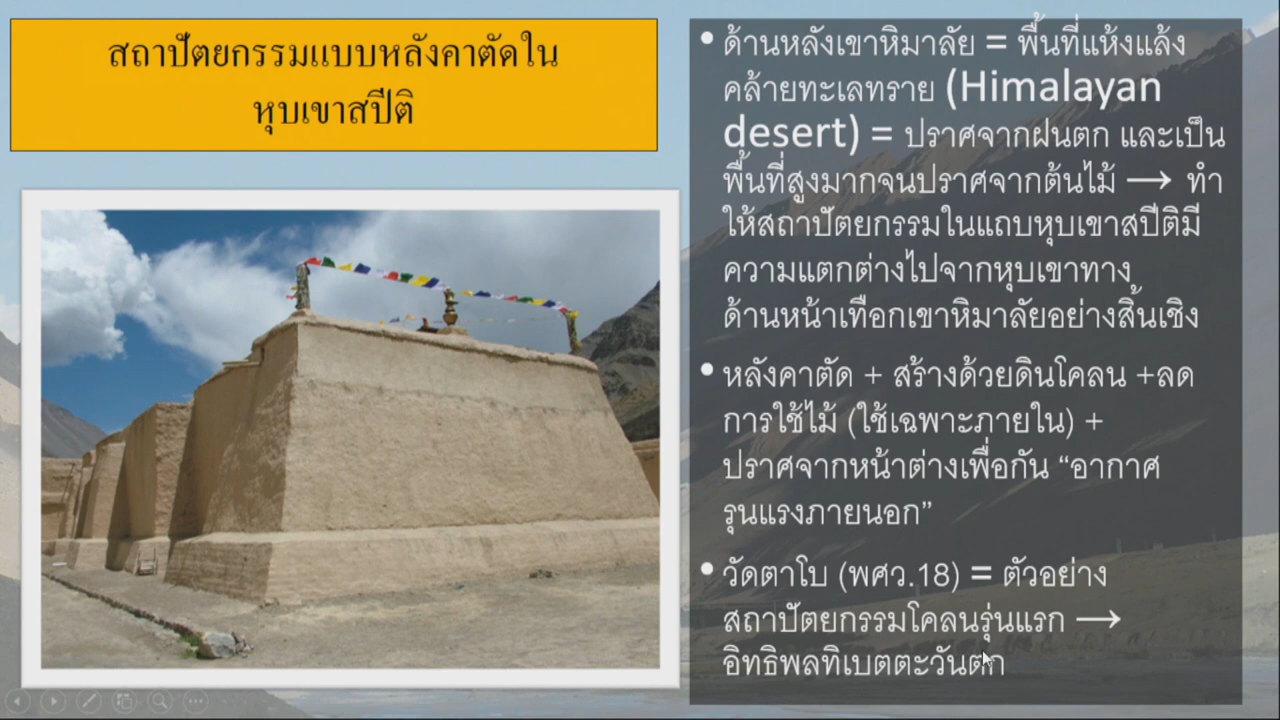 สถาปัตยกรรมแบบหลังคาตัดใน
หุบเขาสปีติ
• ด้านหลังเขาหิมาลัย = พื้นที่แห้งแล้ง
คล้ายทะเลทราย (Himalayan
desert) = ปราศจากฝนตก และเป็น
พื้นที่สูงมากจนปราศจากต้นไม้ → ทำ
ให้สถาปัตยกรรมในแถบหุบเขาสปีติมี
ความแตกต่างไปจากหุบเขาทาง
ด้านหน้าเทือกเขาหิมาลัยอย่างสิ้นเชิง
• หลังคาตัด + สร้างด้วยดินโคลน +ลด
การใช้ไม้ (ใช้เฉพาะภายใน) +
ปราศจากหน้าต่างเพื่อกัน “อากาศ
รุนแรงภายนอก”
• วัดตาโบ (พศว.18) = ตัวอย่าง
สถาปัตยกรรมโคลนรุ่นแรก →
อิทธิพลทิเบตตะวันตก